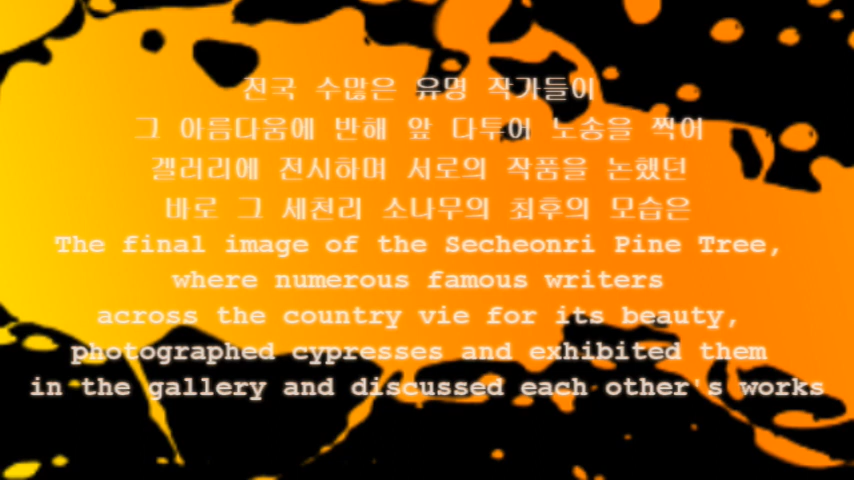 전국 수많은 유명 작가들이
그 아름다움에 반해 앞 다투어 노송을 찍어
겔러리에 전시하며 서로의 작품을 논했던
바로 그 세천리 소나무의 최후의 모습은
The final image of the Secheonri Pine Tree,
where numerous famous writers
across the country vie for its beauty,
photographed cypresses and exhibited them
in the gallery and discussed each other's works